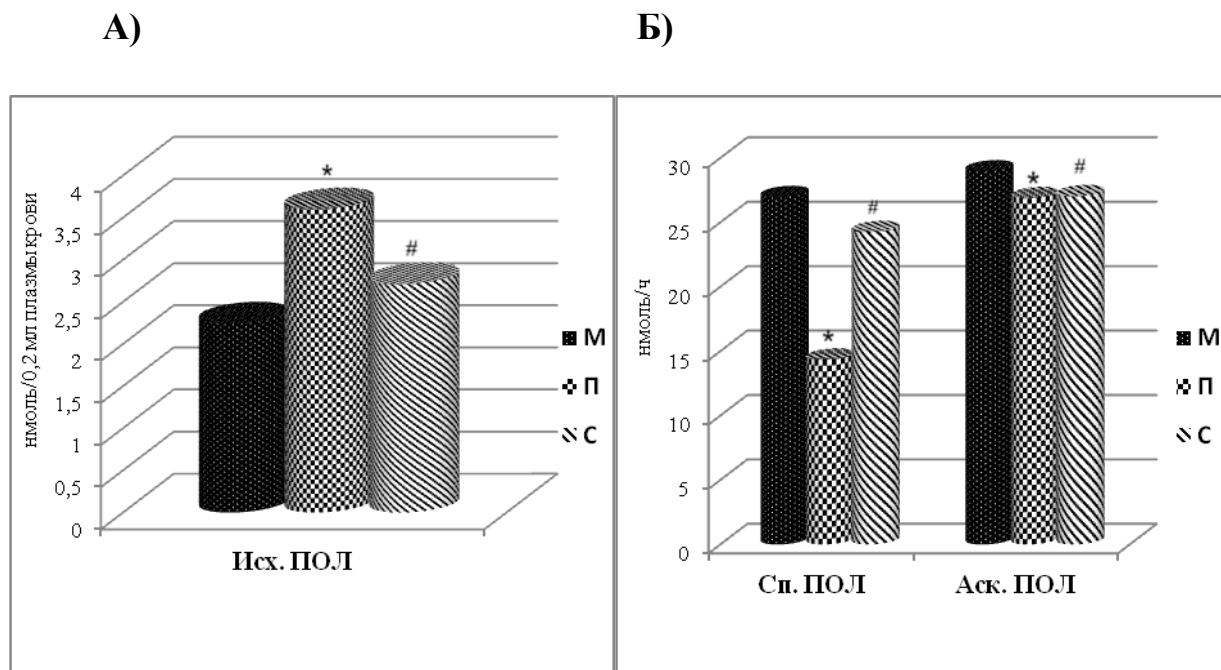 А)
Б)
нмоль/0,2 мл плазмы крови
4
3,5
3
2,5
2
1,5
1
0,5
0
*
#
Исх. ПОЛ
М
П
С
нмоль/ч
30
25
20
15
10
5
0
*
#
*
#
Сп. ПОЛ
Аск. ПОЛ
М
П
С